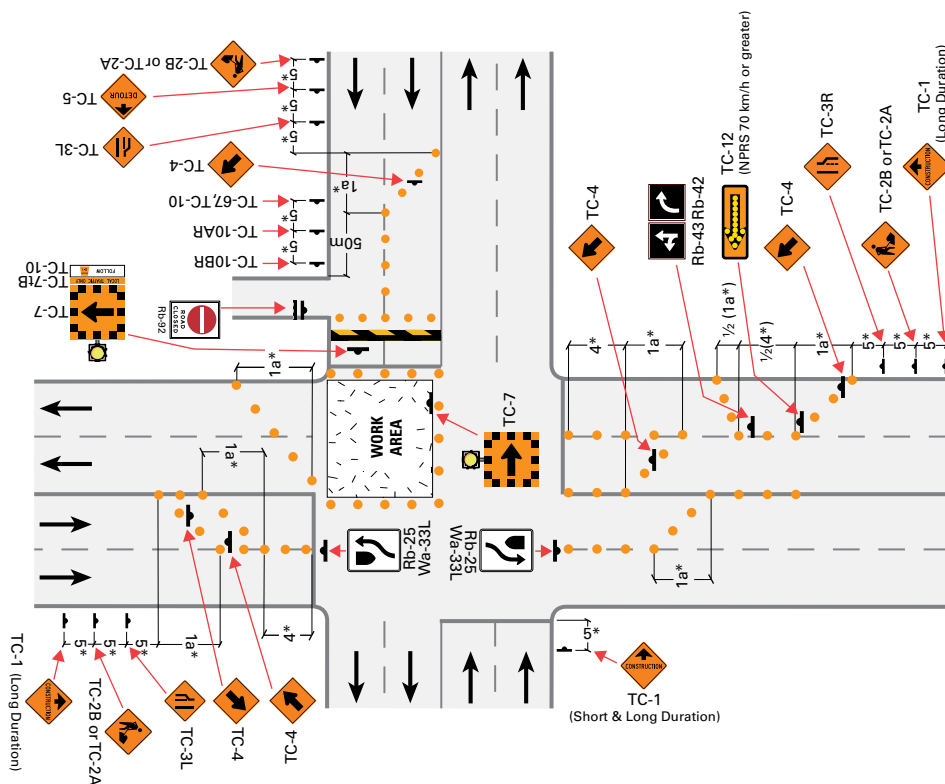 TC-2B or TC-2A
DETOUR
TC-5
TC-3L
TC-4
TC-67,TC-10
TC-10AR
TC-10BR
5*
5*
5*
1a*
50m
5*
5*
TC-10
TC-7tB
TC-7
LOCAL TRAFFIC ONLY
FOLLOW
ROAD
CLOSED
Rb-92
1a*
1a*
WORK
AREA
TC-7
Rb-25
Wa-33L
Rb-25
Wa-33L
5*
5*
5*
1a*
4*
TC-1 (Long Duration)
CONSTRUCTION
TC-2B or TC-2A
TC-3L
TC-4
TC-4
TC-4
Rb-43
Rb-42
TC-12
(NPRS 70 km/h or greater)
TC-4
TC-3R
TC-2B or TC-2A
TC-1
(Long Duration)
CONSTRUCTION
4*
1a*
½ (1a*)
½(4*)
1a*
5*
5*
5*
1a*
5*
CONSTRUCTION
TC-1
(Short & Long Duration)